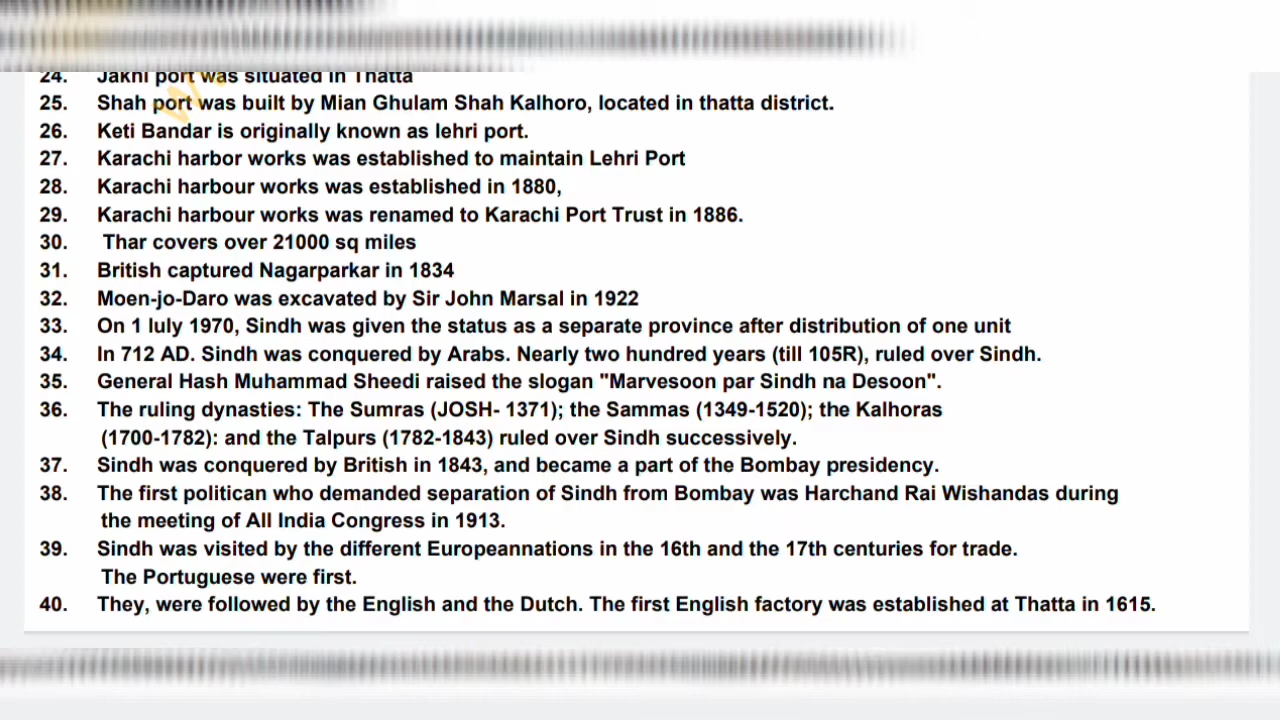 24. Jakhi port was situated in Thatta
25. Shah port was built by Mian Ghulam Shah Kalhoro, located in thatta district.
26. Keti Bandar is originally known as lehri port.
27. Karachi harbor works was established to maintain Lehri Port
28. Karachi harbour works was established in 1880,
29. Karachi harbour works was renamed to Karachi Port Trust in 1886.
30. Thar covers over 21000 sq miles
31. British captured Nagarparkar in 1834
32. Moen-jo-Daro was excavated by Sir John Marsal in 1922
33. On 1 luly 1970, Sindh was given the status as a separate province after distribution of one unit
34. In 712 AD. Sindh was conquered by Arabs. Nearly two hundred years (till 105R), ruled over Sindh.
35. General Hash Muhammad Sheedi raised the slogan "Marvesoon par Sindh na Desoon".
36. The ruling dynasties: The Sumras (JOSH- 1371); the Sammas (1349-1520); the Kalhoras
(1700-1782): and the Talpurs (1782-1843) ruled over Sindh successively.
37. Sindh was conquered by British in 1843, and became a part of the Bombay presidency.
38. The first politican who demanded separation of Sindh from Bombay was Harchand Rai Wishandas during
the meeting of All India Congress in 1913.
39. Sindh was visited by the different Europeannations in the 16th and the 17th centuries for trade.
The Portuguese were first.
40. They, were followed by the English and the Dutch. The first English factory was established at Thatta in 1615.